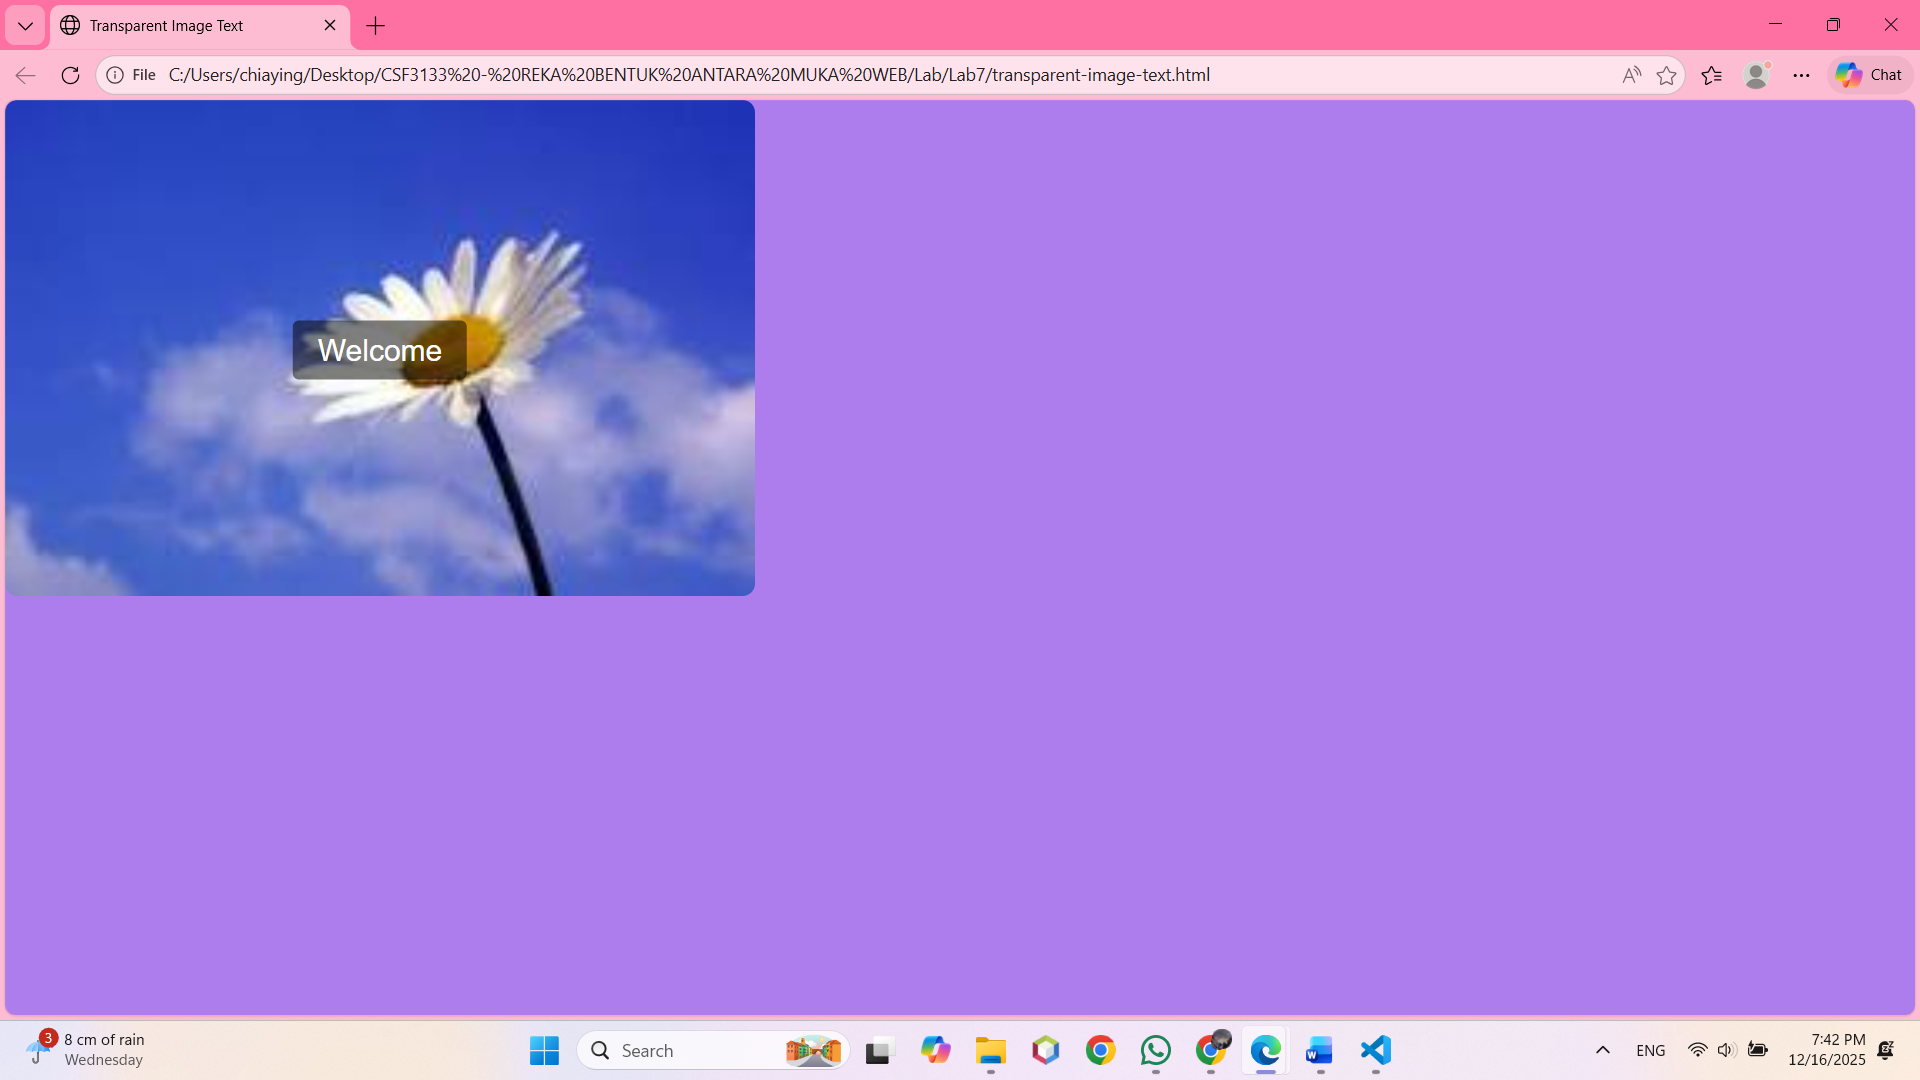 Transparent Image Text
File C:/Users/chiaying/Desktop/CSF3133%20-%20REKA%20BENTUK%20ANTARA%20MUKA%20WEB/Lab/Lab7/transparent-image-text.html
Chat
Welcome
3
8 cm of rain
Wednesday
Search
W
ENG
7:42 PM
12/16/2025